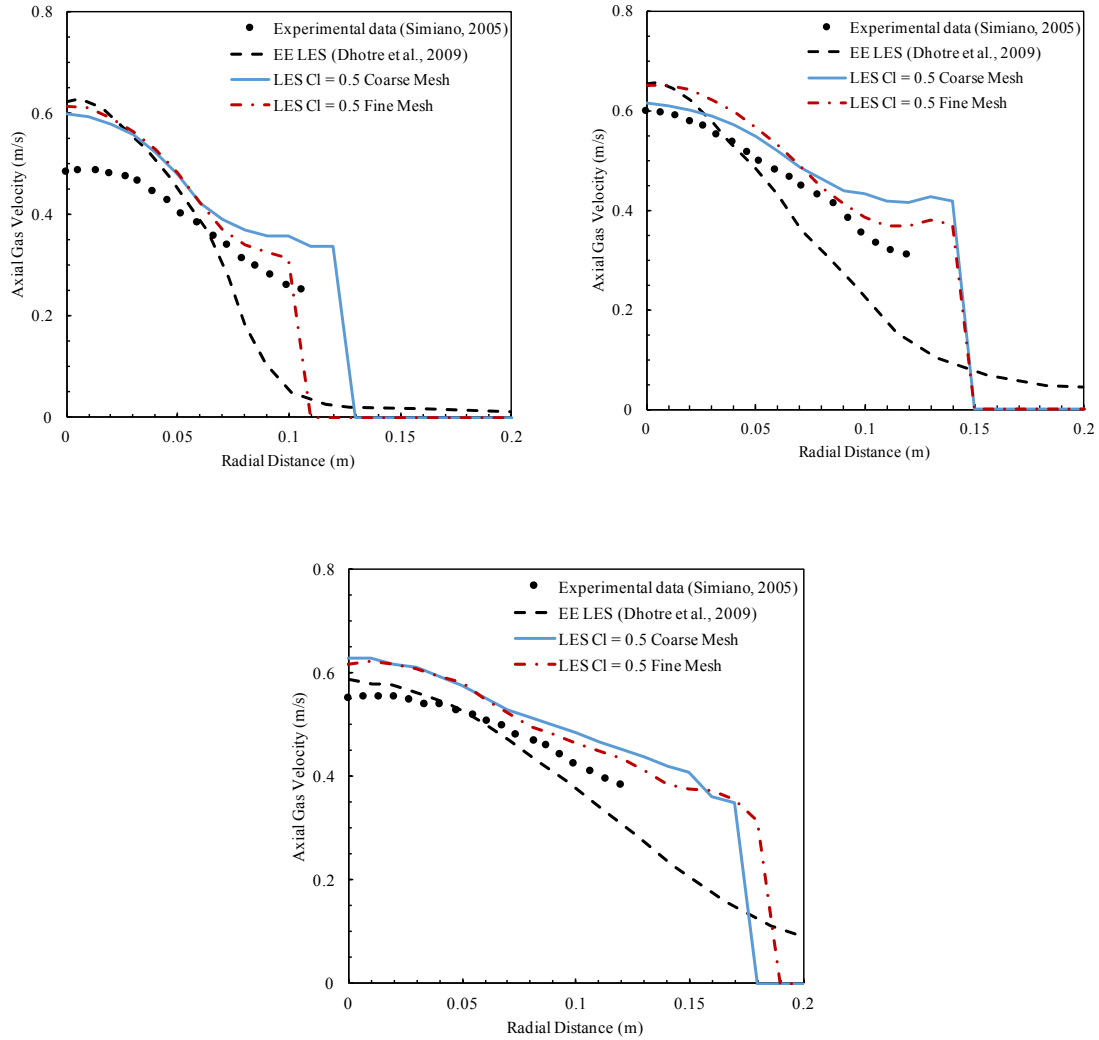 0.8
0.6
0.4
0.2
0
Axial Gas Velocity (m/s)
Experimental data (Simiano, 2005)
EE LES (Dhotre et al., 2009)
LES Cl = 0.5 Coarse Mesh
LES Cl = 0.5 Fine Mesh
0 0.05 0.1 0.15 0.2
Radial Distance (m)
0.8
0.6
0.4
0.2
0
Axial Gas Velocity (m/s)
Experimental data (Simiano, 2005)
EE LES (Dhotre et al., 2009)
LES Cl = 0.5 Coarse Mesh
LES Cl = 0.5 Fine Mesh
0 0.05 0.1 0.15 0.2
Radial Distance (m)
0.8
0.6
0.4
0.2
0
Axial Gas Velocity (m/s)
Experimental data (Simiano, 2005)
EE LES (Dhotre et al., 2009)
LES Cl = 0.5 Coarse Mesh
LES Cl = 0.5 Fine Mesh
0 0.05 0.1 0.15 0.2
Radial Distance (m)